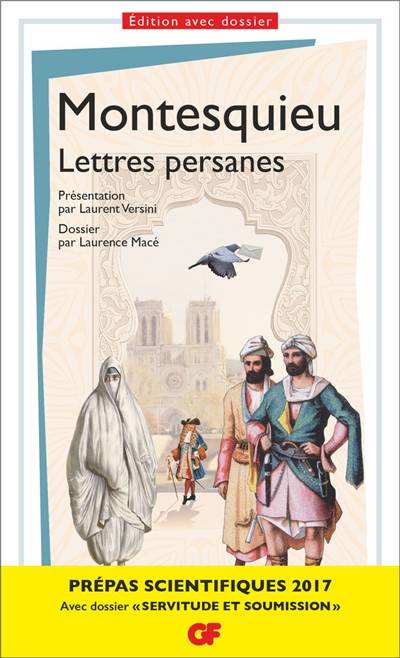 Édition avec dossier
Montesquieu
Lettres persanes
Présentation
par Laurent Versini
Dossier
par Laurence Macé
PRÉPAS SCIENTIFIQUES 2017
Avec dossier « SERVITUDE ET SOUMISSION »
GF